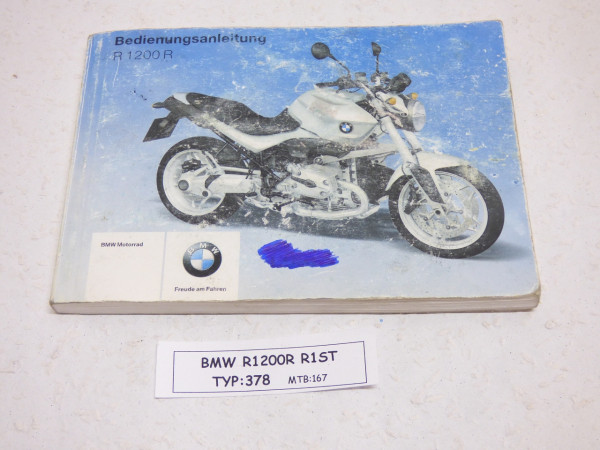 Bedienungsanleitung
R 1200 R
BMW Motorrad
BMW
Freude am Fahren
BMW R1200R R1ST
TYP:378 MTB:167